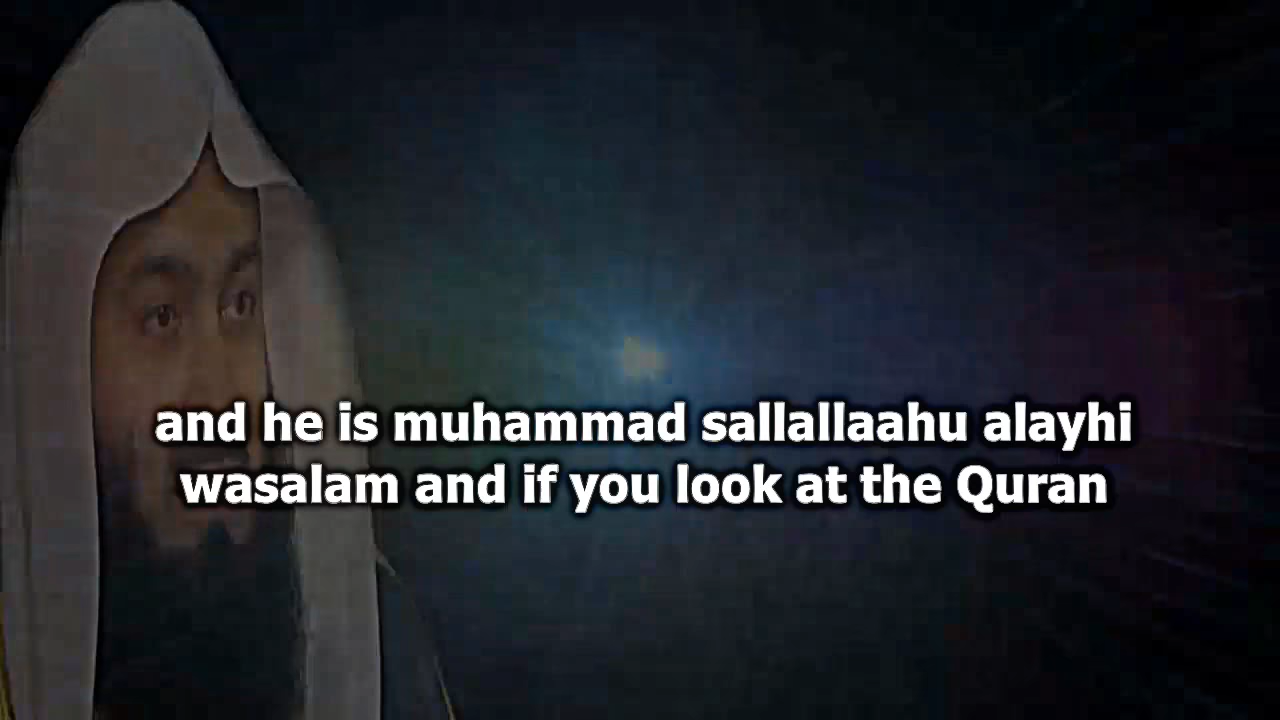 and he is muhammad sallallaahu alayhi
wasalam and if you look at the Quran